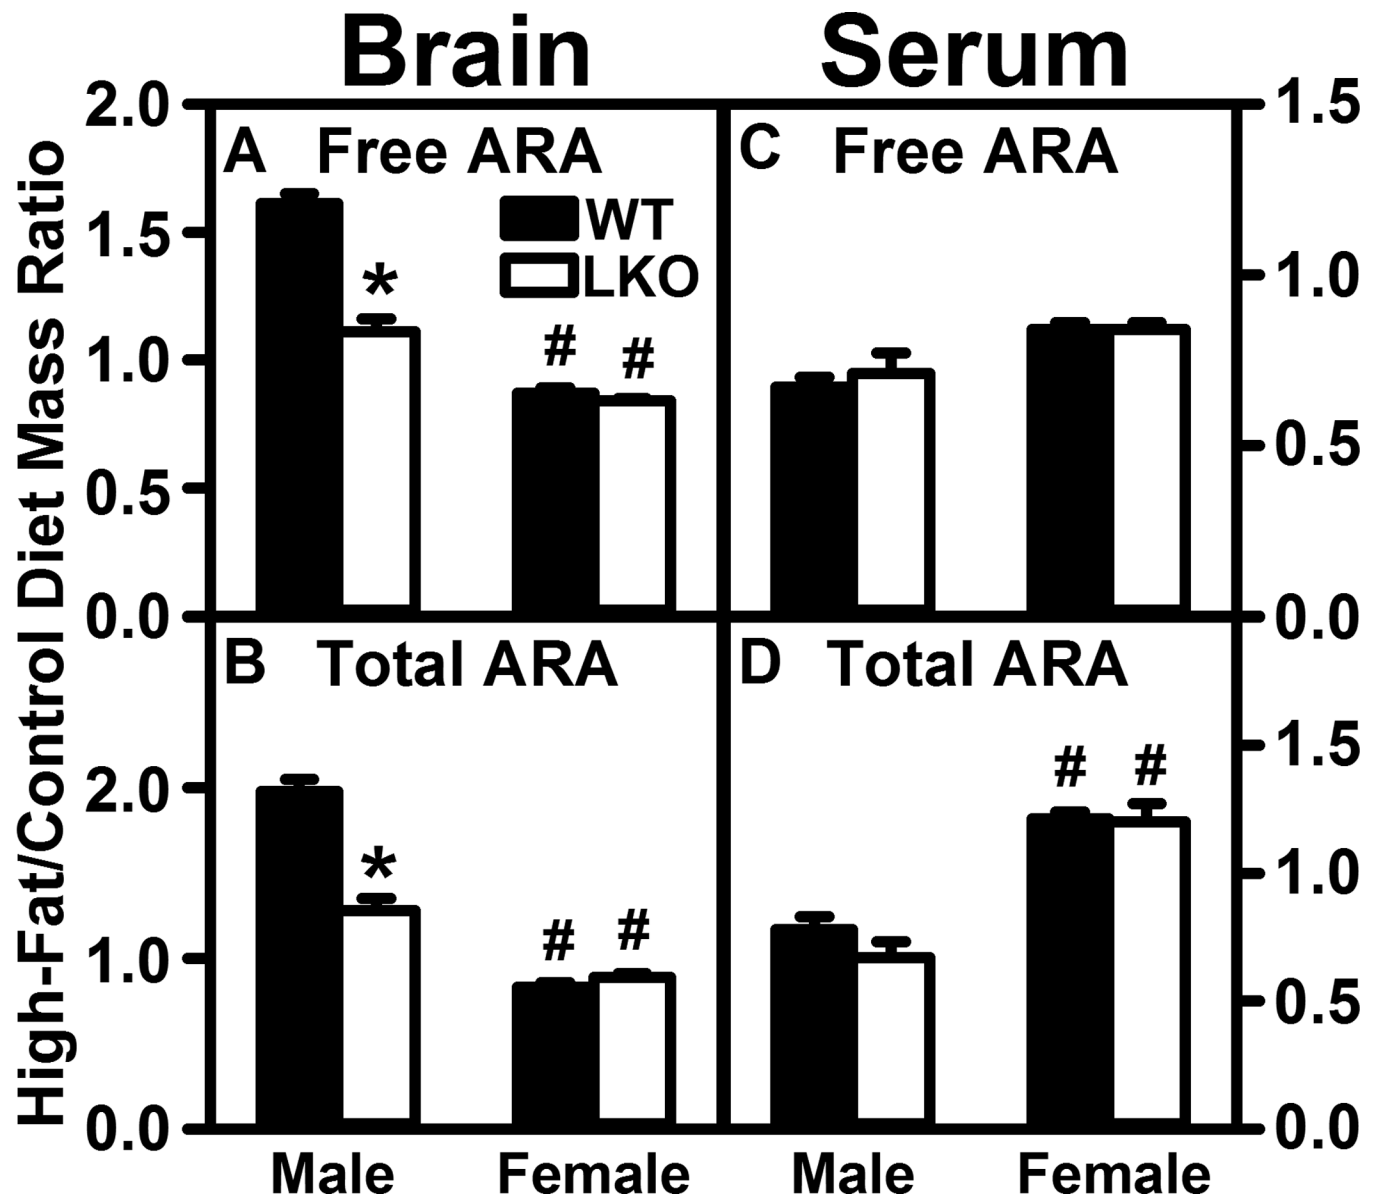 Brain
Serum
High-Fat/Control Diet Mass Ratio
2.0
1.5
1.0
0.5
0.0
A Free ARA
WT
LKO
*
# #
C Free ARA
1.5
1.0
0.5
0.0
B Total ARA
2.0
1.0
0.0
*
# #
D Total ARA
# #
1.5
1.0
0.5
0.0
Male Female Male Female